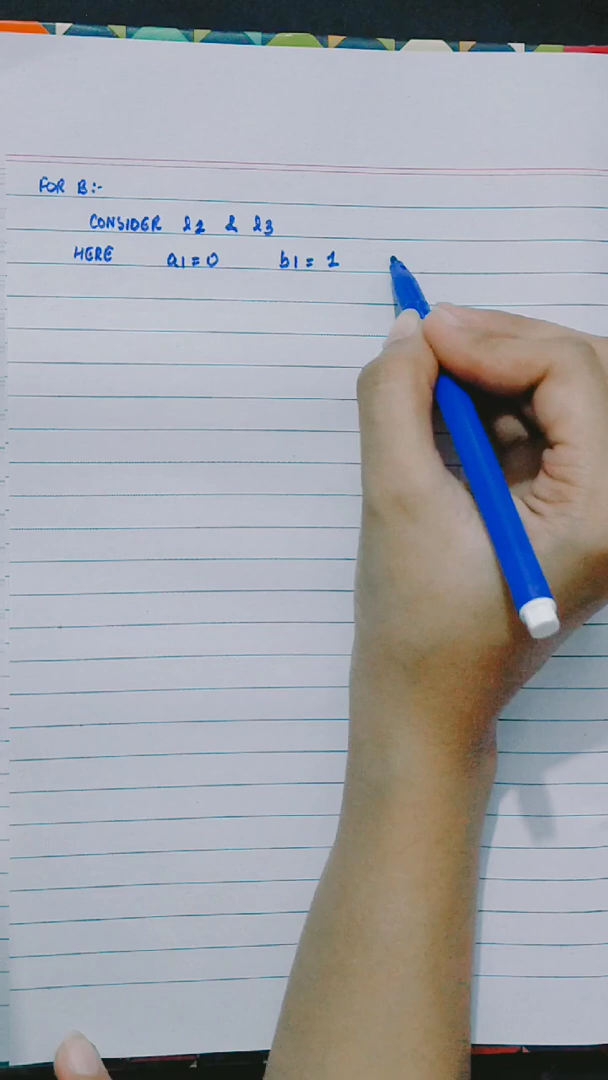 FOR B:-
CONSIDER l2 & l3
HERE a1 = 0 b1 = 1